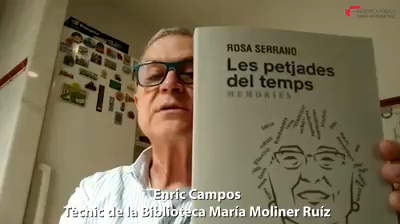 ROSA SERRANO
Les petjades
del temps
MEMÒRIES
Enric Campos
Tècnic de la Biblioteca María Moliner Ruíz